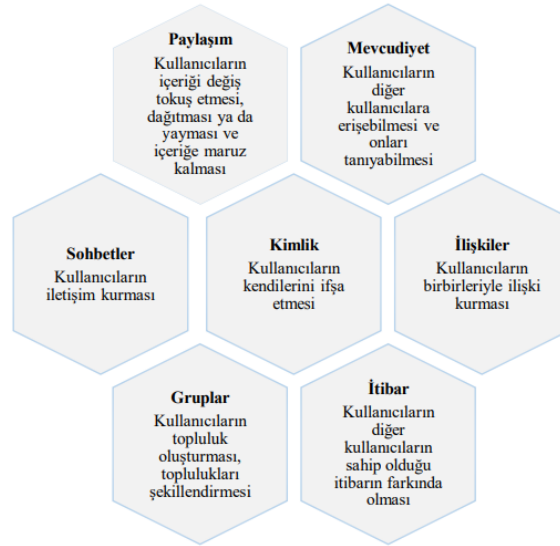 Paylaşım
Kullanıcıların
içeriği değiş
tokuş etmesi,
dağıtması ya da
yayması ve
içeriğe maruz
kalması
Mevcudiyet
Kullanıcıların
diğer
kullanıcılara
erişebilmesi ve
onları
tanıyabilmesi
Sohbetler
Kullanıcıların
iletişim kurması
Kimlik
Kullanıcıların
kendilerini ifşa
etmesi
İlişkiler
Kullanıcıların
birbirleriyle ilişki
kurması
Gruplar
Kullanıcıların
topluluk
oluşturması,
toplulukları
şekillendirmesi
İtibar
Kullanıcıların
diğer
kullanıcıların
sahip olduğu
itibarın farkında
olması